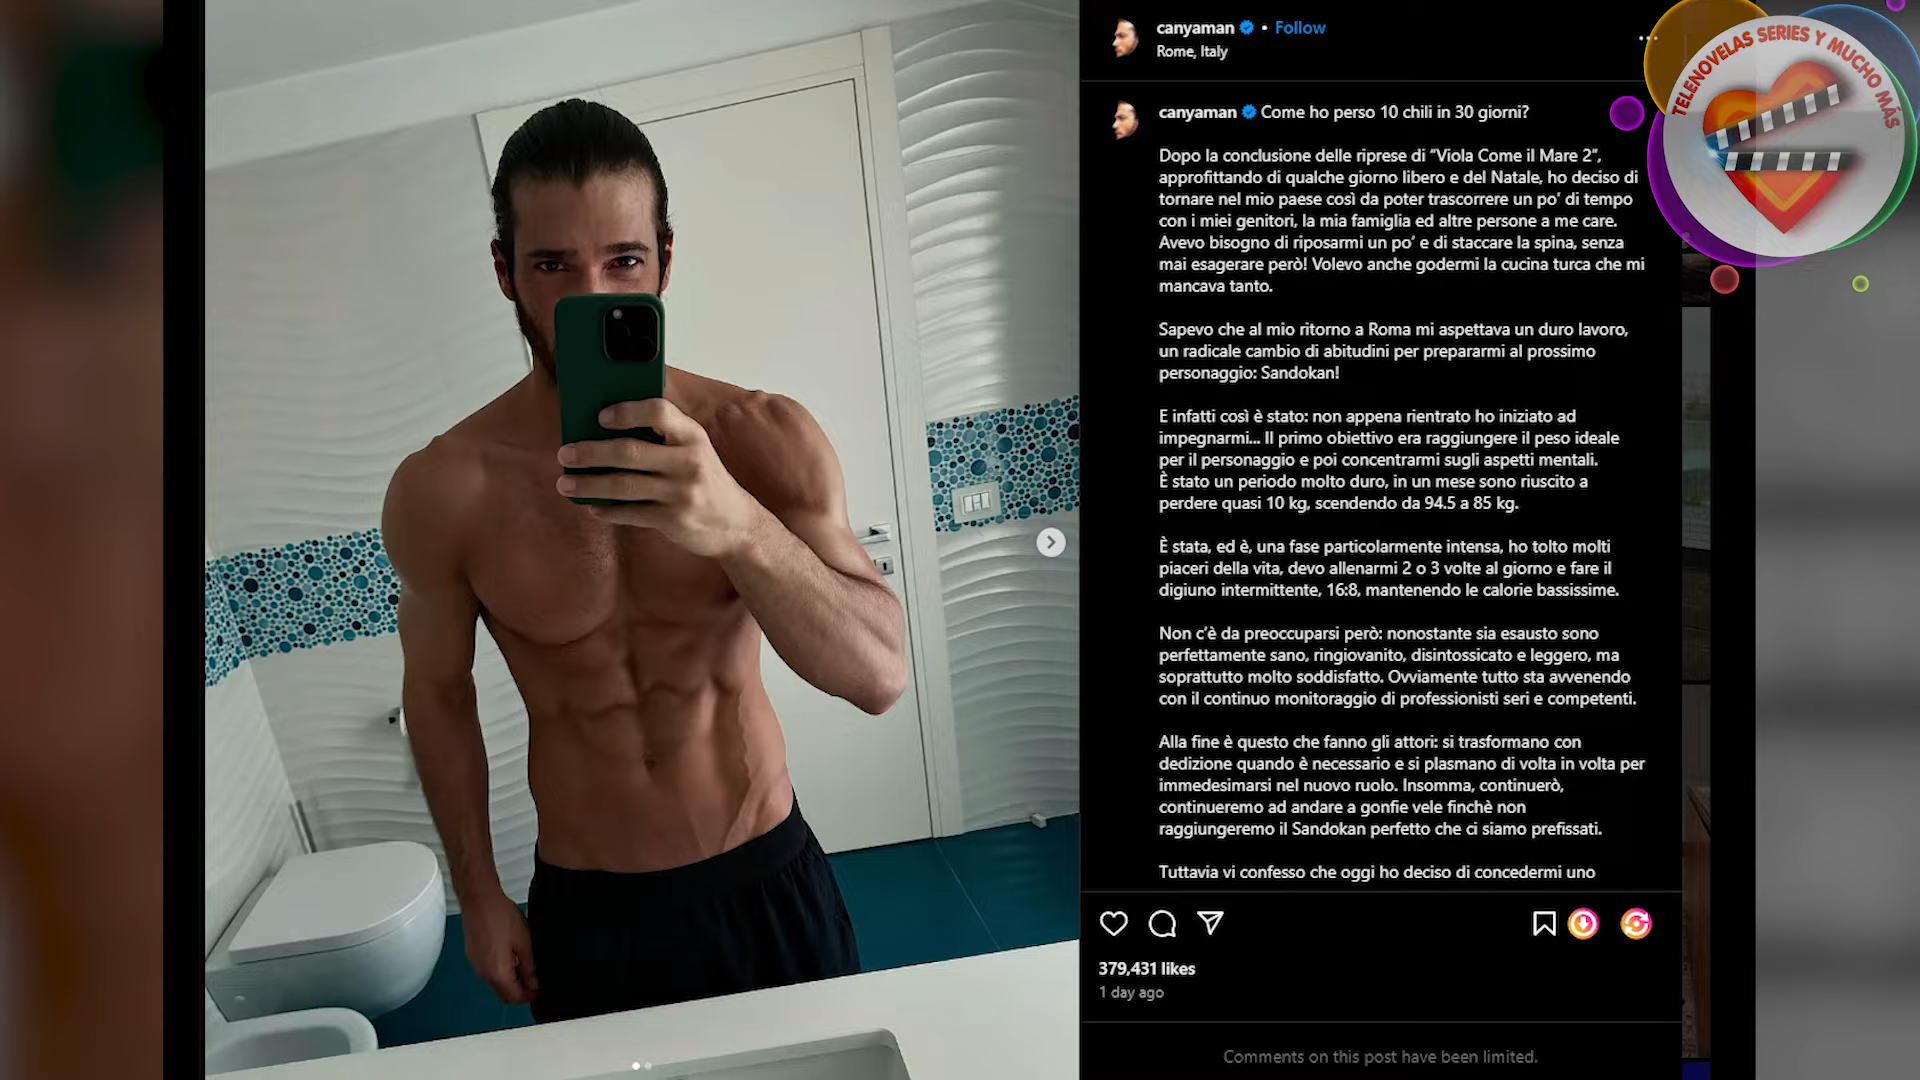 canyaman • Follow
Rome, Italy
TELENOVELAS SERIES Y MUCHO MÁS
canyaman Come ho perso 10 chili in 30 giorni?
Dopo la conclusione delle riprese di “Viola Come il Mare 2”,
approfittando di qualche giorno libero e del Natale, ho deciso di
tornare nel mio paese così da poter trascorrere un po’ di tempo
con i miei genitori, la mia famiglia ed altre persone a me care.
Avevo bisogno di riposarmi un po’ e di staccare la spina, senza
mai esagerare però! Volevo anche godermi la cucina turca che mi
mancava tanto.
Sapevo che al mio ritorno a Roma mi aspettava un duro lavoro,
un radicale cambio di abitudini per prepararmi al prossimo
personaggio: Sandokan!
E infatti così è stato: non appena rientrato ho iniziato ad
impegnarmi... Il primo obiettivo era raggiungere il peso ideale
per il personaggio e poi concentrarmi sugli aspetti mentali.
È stato un periodo molto duro, in un mese sono riuscito a
perdere quasi 10 kg, scendendo da 94.5 a 85 kg.
È stata, ed è, una fase particolarmente intensa, ho tolto molti
piaceri della vita, devo allenarmi 2 o 3 volte al giorno e fare il
digiuno intermittente, 16:8, mantenendo le calorie bassissime.
Non c’è da preoccuparsi però: nonostante sia esausto sono
perfettamente sano, ringiovanito, disintossicato e leggero, ma
soprattutto molto soddisfatto. Ovviamente tutto sta avvenendo
con il continuo monitoraggio di professionisti seri e competenti.
Alla fine è questo che fanno gli attori: si trasformano con
dedizione quando è necessario e si plasmano di volta in volta per
immedesimarsi nel nuovo ruolo. Insomma, continuerò,
continueremo ad andare a gonfie vele finchè non
raggiungeremo il Sandokan perfetto che ci siamo prefissati.
Tuttavia vi confesso che oggi ho deciso di concedermi uno
379,431 likes
1 day ago
Comments on this post have been limited.